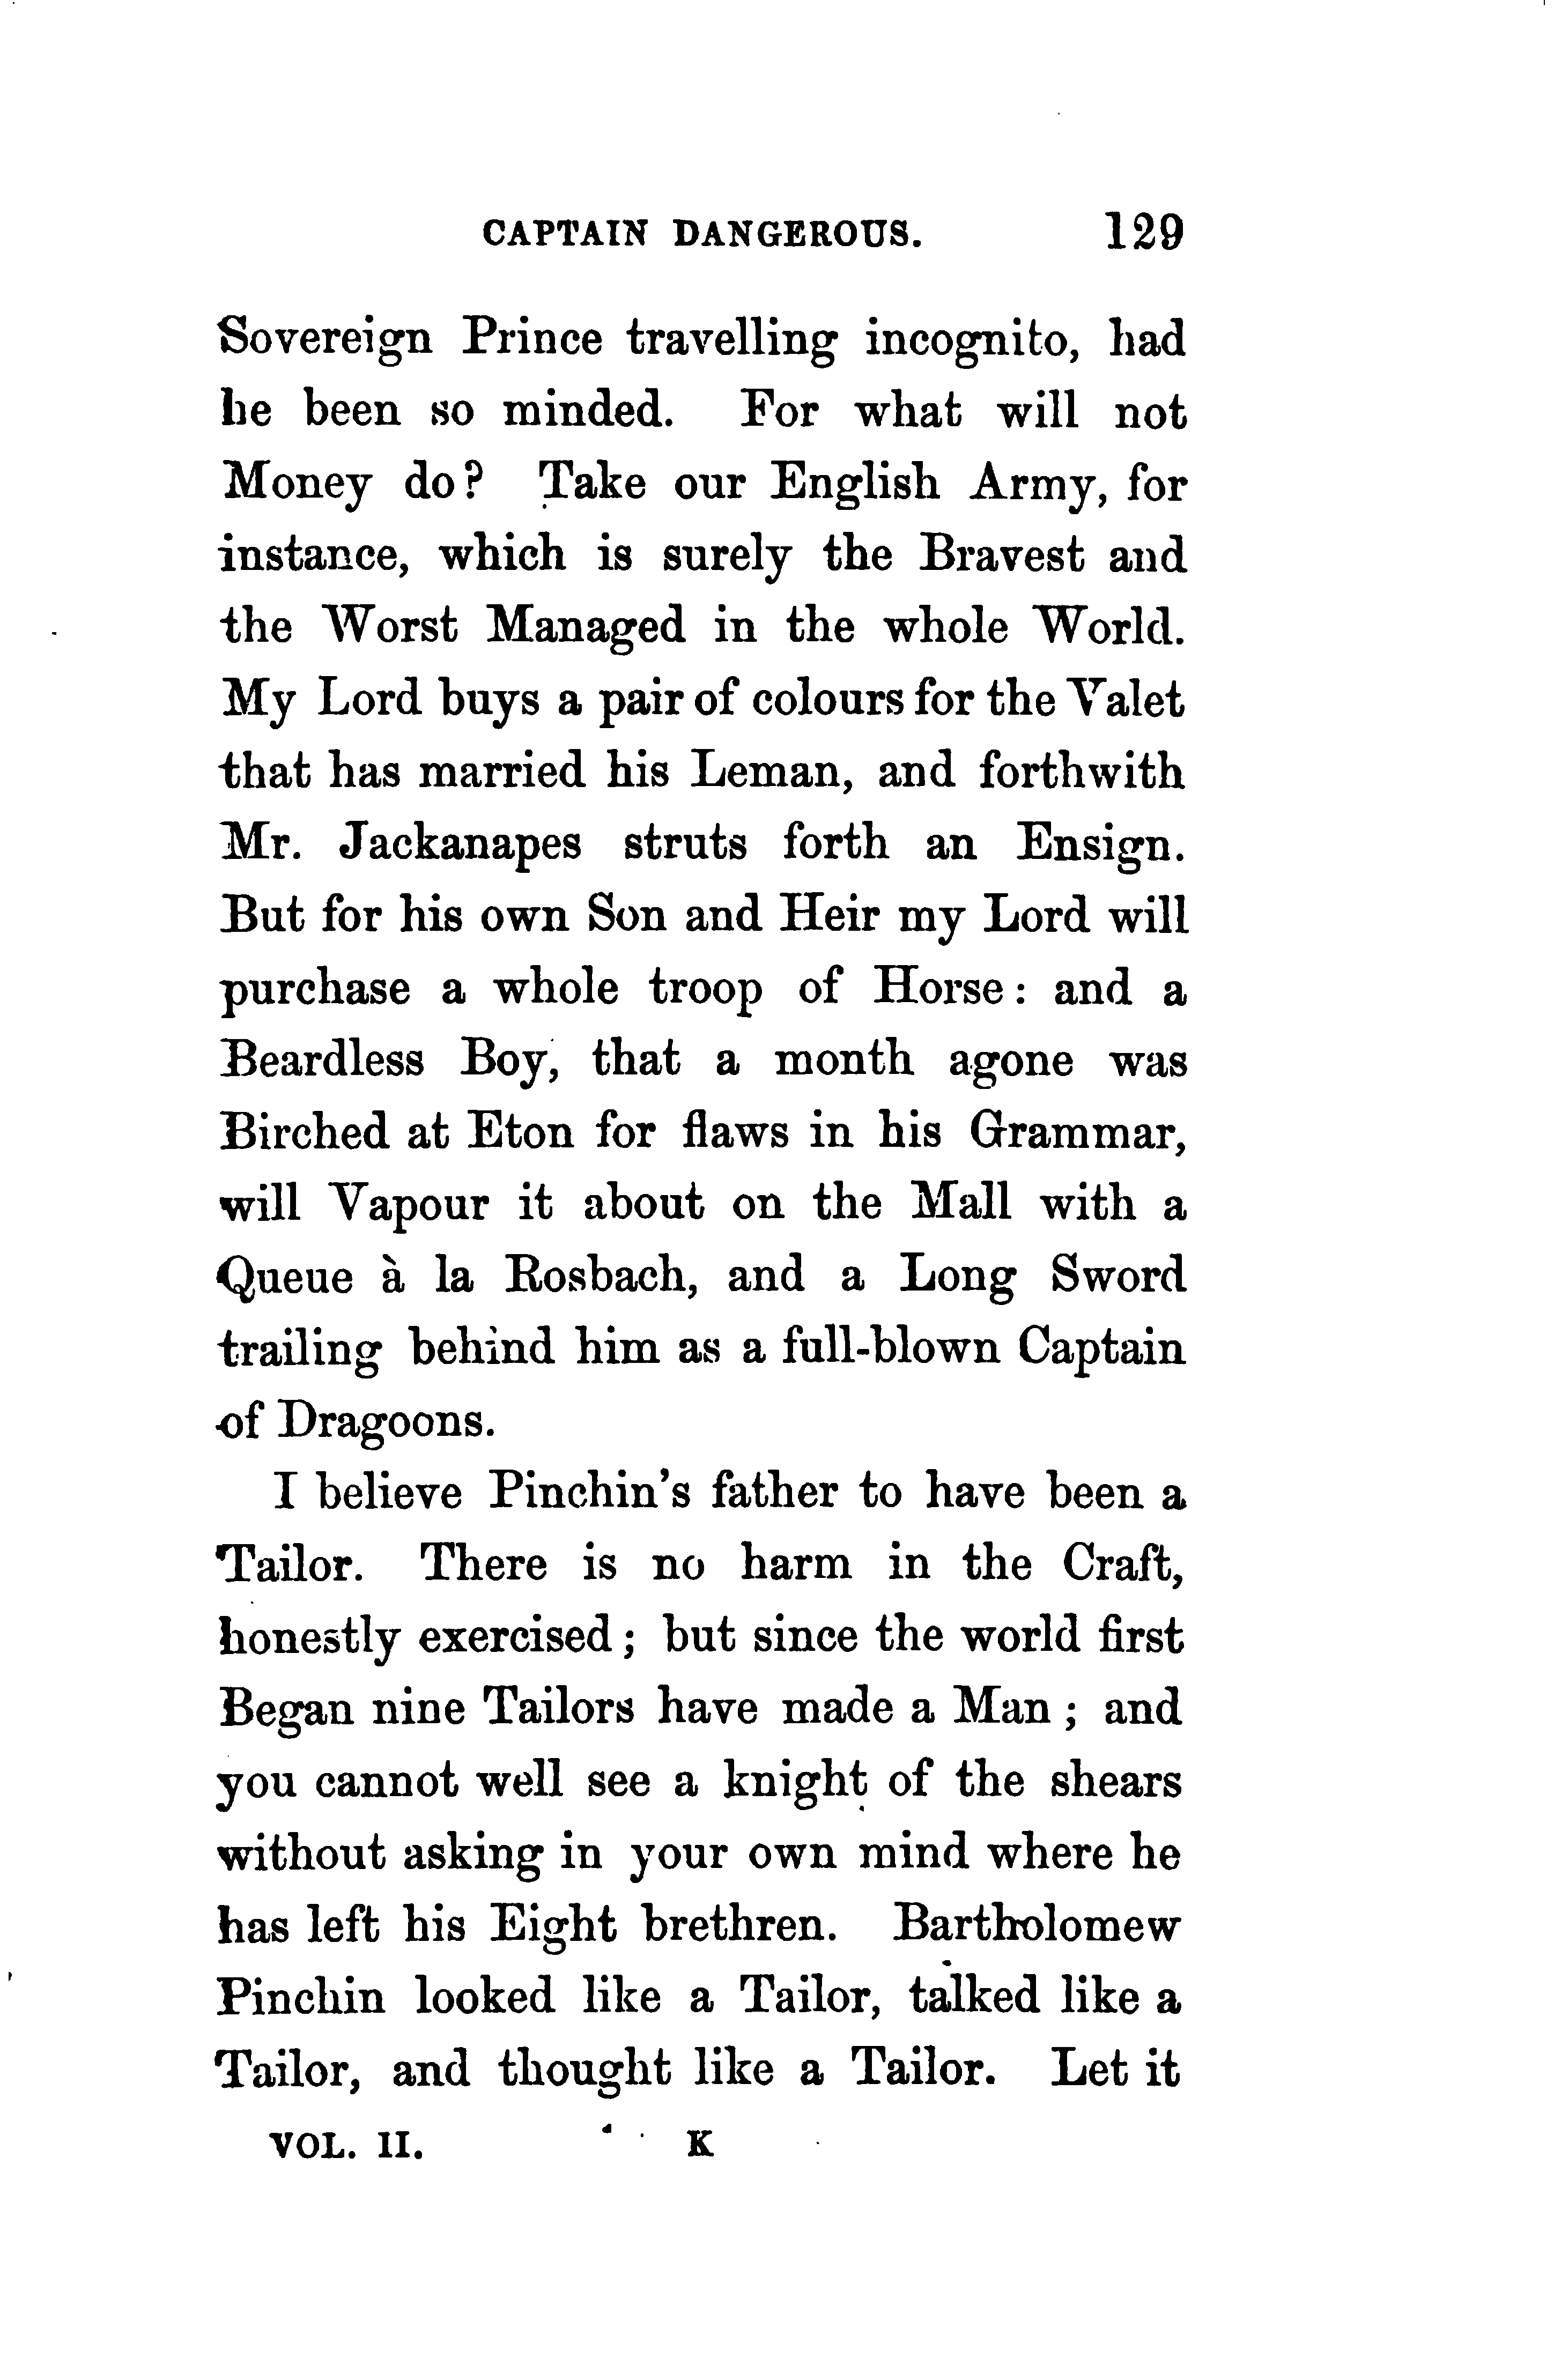 CAPTAIN DANGEROUS. 129
Sovereign Prince travelling incognito, had
he been so minded. For what will not
Money do? Take our English Army, for
instance, which is surely the Bravest and
the Worst Managed in the whole World.
My Lord buys a pair of colours for the Valet
that has married his Leman, and forthwith
Mr. Jackanapes struts forth an Ensign.
But for his own Son and Heir my Lord will
purchase a whole troop of Horse: and a
Beardless Boy, that a month agone was
Birched at Eton for flaws in his Grammar,
will Vapour it about on the Mall with a
Queue à la Rosbach, and a Long Sword
trailing behind him as a full-blown Captain
of Dragoons.
I believe Pinchin's father to have been a
Tailor. There is no harm in the Craft,
honestly exercised; but since the world first
Began nine Tailors have made a Man; and
you cannot well see a knight of the shears
without asking in your own mind where he
has left his Eight brethren. Bartholomew
Pinchin looked like a Tailor, talked like a
Tailor, and thought like a Tailor. Let it
VOL. II. K